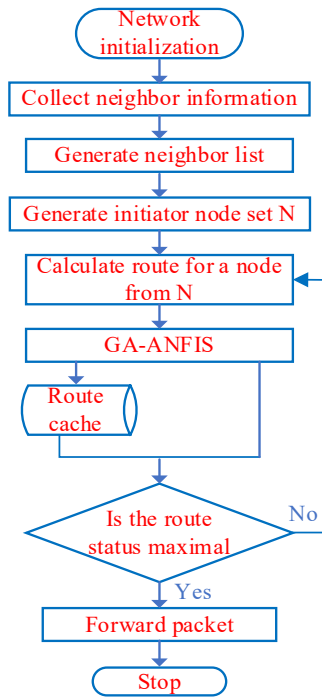 Network
initialization
Collect neighbor information
Generate neighbor list
Generate initiator node set N
Calculate route for a node
from N
GA-ANFIS
Route
cache
Is the route
status maximal
No
Yes
Forward packet
Stop